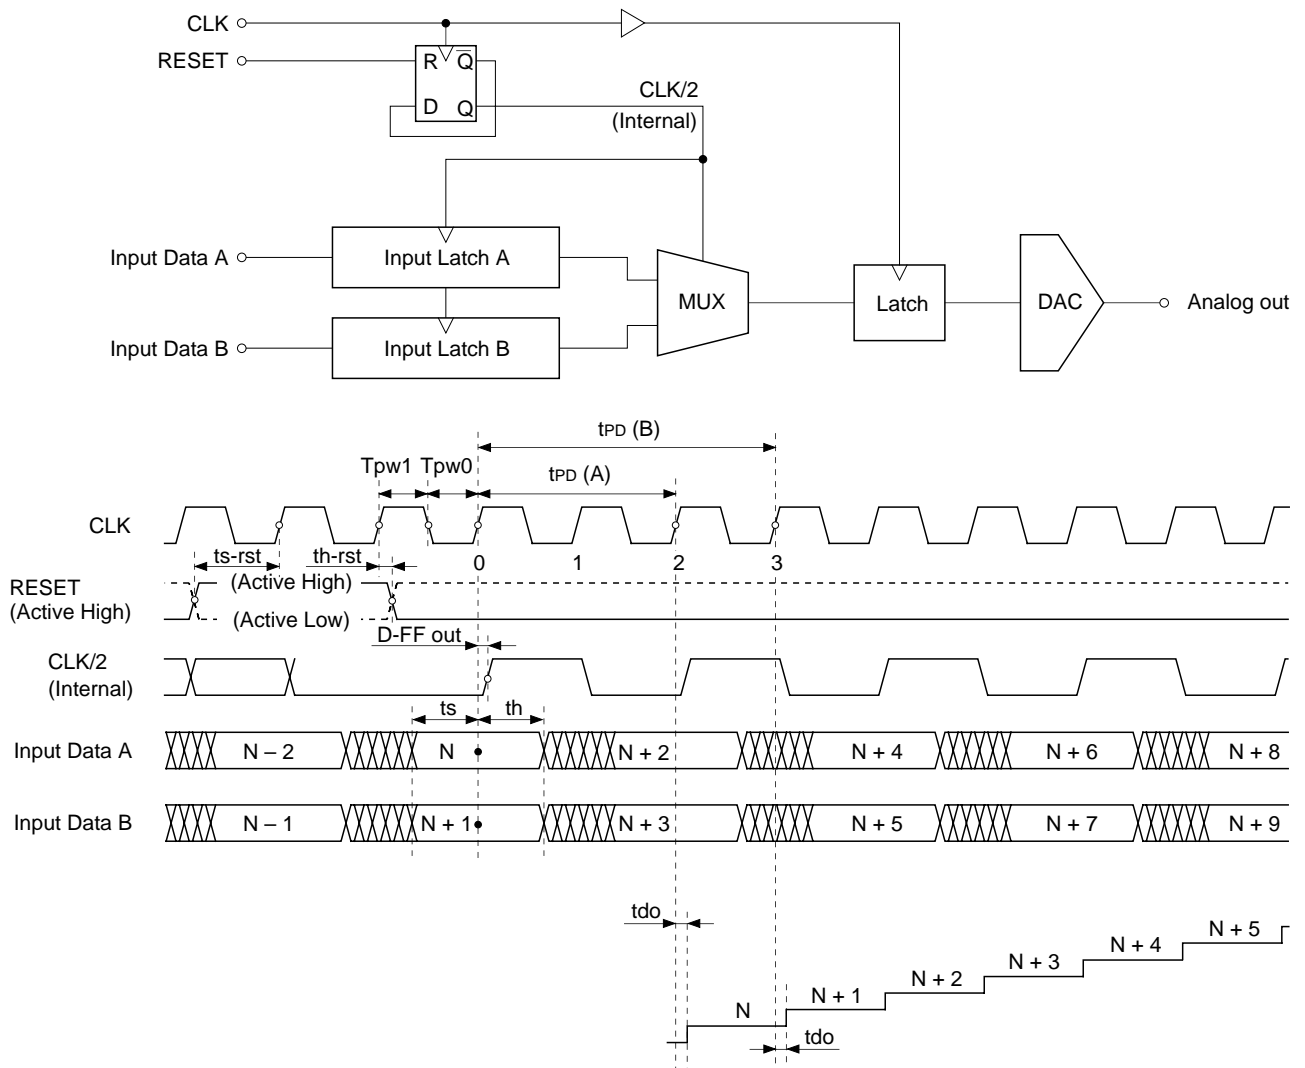 CLK
RESET
R Q
D Q
CLK/2
(Internal)
Input Data A
Input Latch A
MUX
Latch
DAC
Analog out
Input Data B
Input Latch B
tPD (B)
Tpw1 Tpw0
tPD (A)
CLK
ts-rst th-rst 0 1 2 3
RESET
(Active High)
(Active High)
(Active Low)
D-FF out
CLK/2
(Internal)
ts th
Input Data A N – 2 N N + 2 N + 4 N + 6 N + 8
Input Data B N – 1 N + 1 N + 3 N + 5 N + 7 N + 9
tdo
N N + 1 N + 2 N + 3 N + 4 N + 5
tdo